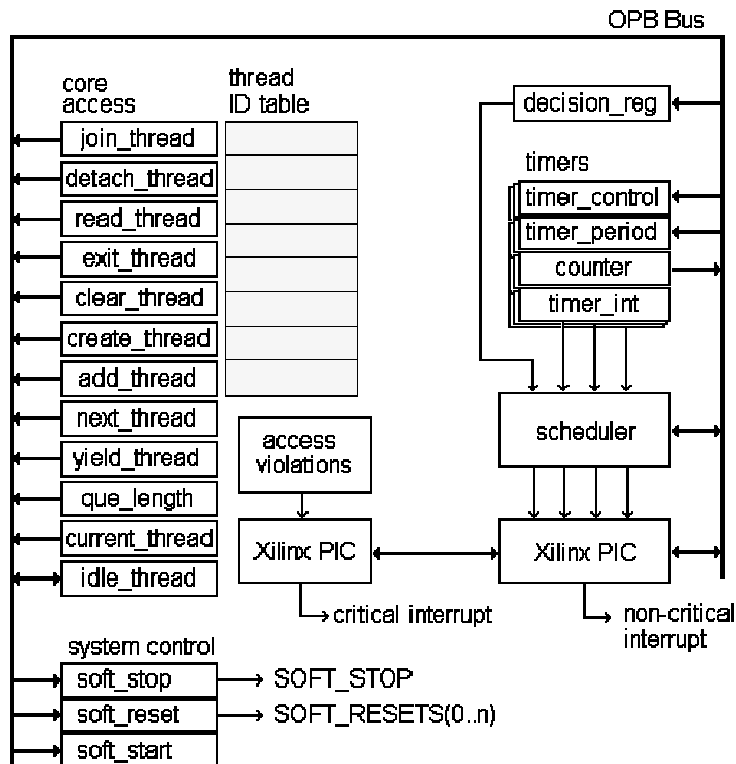 OPB Bus
core
access
thread
ID table
join_thread
detach_thread
read_thread
exit_thread
clear_thread
create_thread
add_thread
next_thread
yield_thread
que_length
current_thread
idle_thread
decision_reg
timers
timer_control
timer_period
counter
timer_int
access
violations
scheduler
Xilinx PIC
Xilinx PIC
critical interrupt
non-critical
interrupt
system control
soft_stop
SOFT_STOP
soft_reset
SOFT_RESETS(0..n)
soft_start